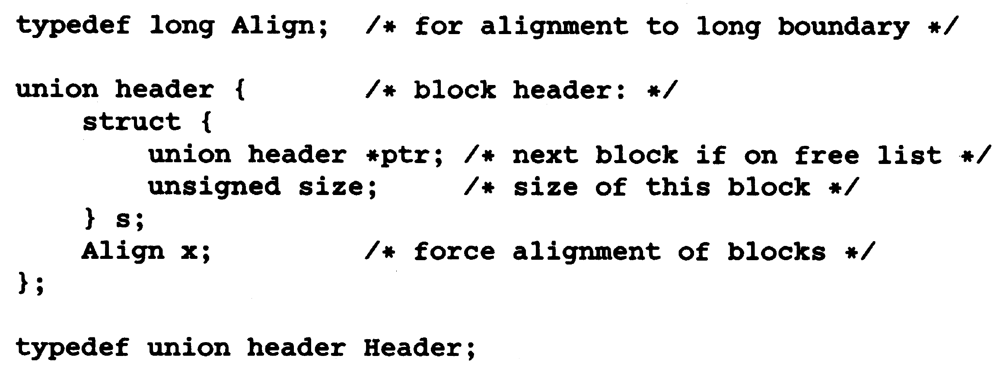 typedef long Align;  /* for alignment to long boundary */

union header {       /* block header: */
    struct {
        union header *ptr; /* next block if on free list */
        unsigned size;     /* size of this block */
    } s;
    Align x;         /* force alignment of blocks */
};

typedef union header Header;